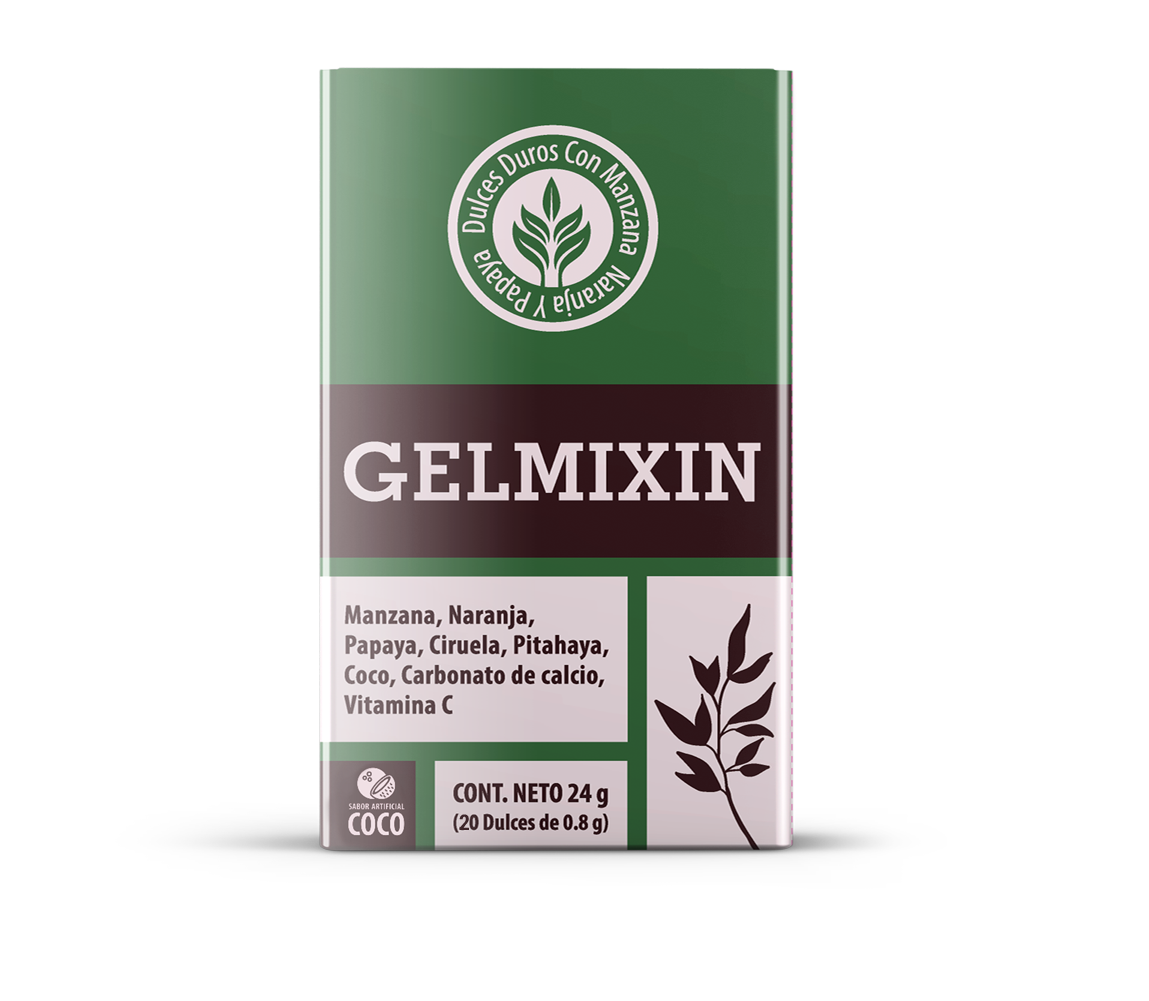 Dulces Duros Con Manzana
Naranja Y Papaya
GELMIXIN
Manzana, Naranja,
Papaya, Ciruela, Pitahaya,
Coco, Carbonato de calcio,
Vitamina C
SABOR ARTIFICIAL
COCO
CONT. NETO 24 g
(20 Dulces de 0.8 g)